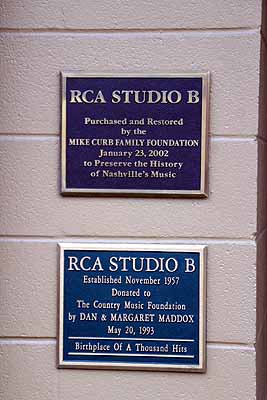 RCA STUDIO B
Purchased and Restored
by the
MIKE CURB FAMILY FOUNDATION
January 23, 2002
to Preserve the History
of Nashville's Music
RCA STUDIO B
Established November 1957
Donated to
The Country Music Foundation
by DAN & MARGARET MADDOX
May 20, 1993
Birthplace Of A Thousand Hits